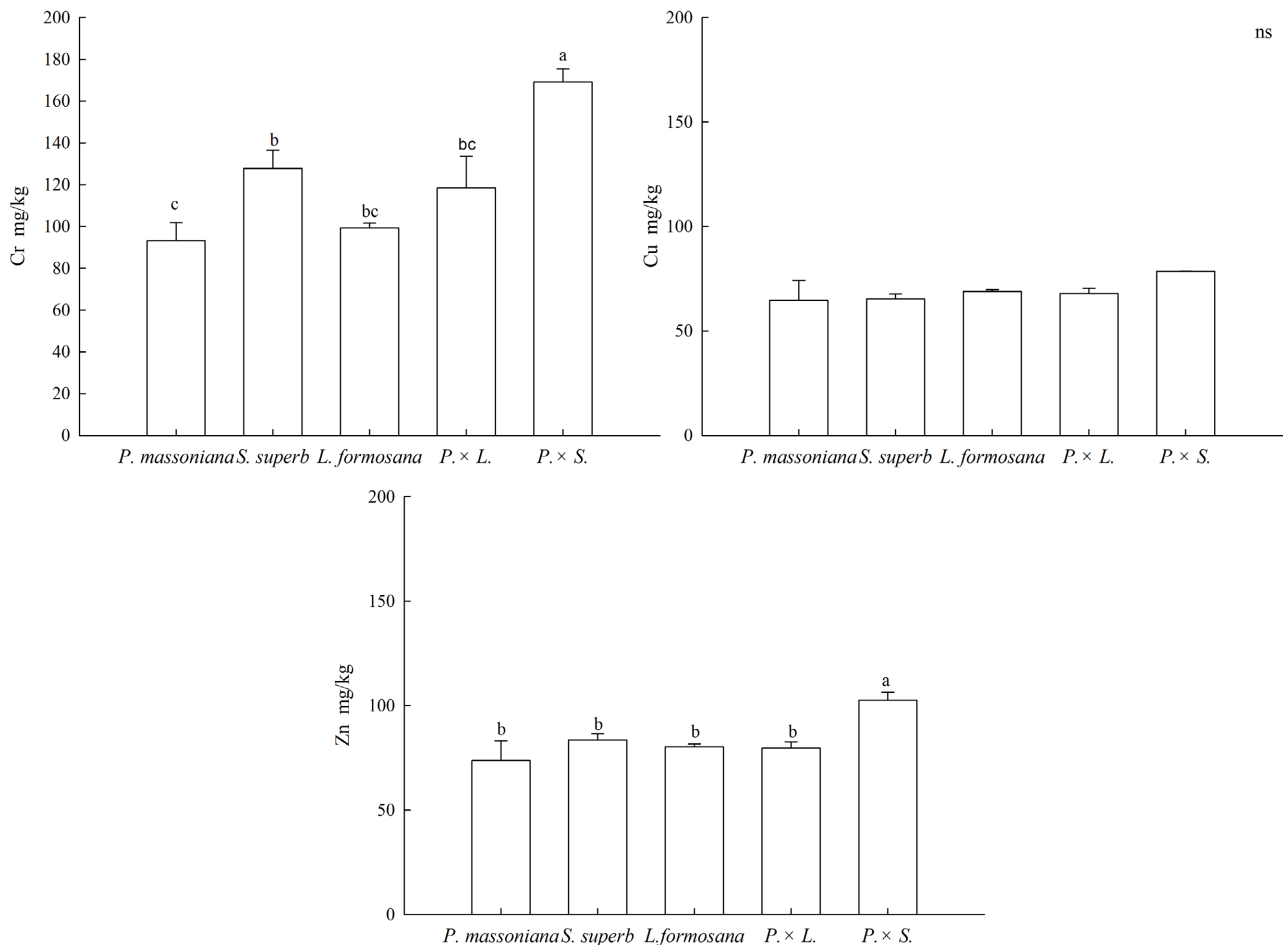 200
180
160
140
120
100
80
60
40
20
0
Cr mg/kg
c
b
bc
bc
a
P. massoniana S. superb L. formosana P. × L. P. × S.
200
150
100
50
0
Cu mg/kg
ns
P. massoniana S. superb L. formosana P. × L. P. × S.
200
150
100
50
0
Zn mg/kg
b
b
b
b
a
P. massoniana S. superb L.formosana P. × L. P. × S.